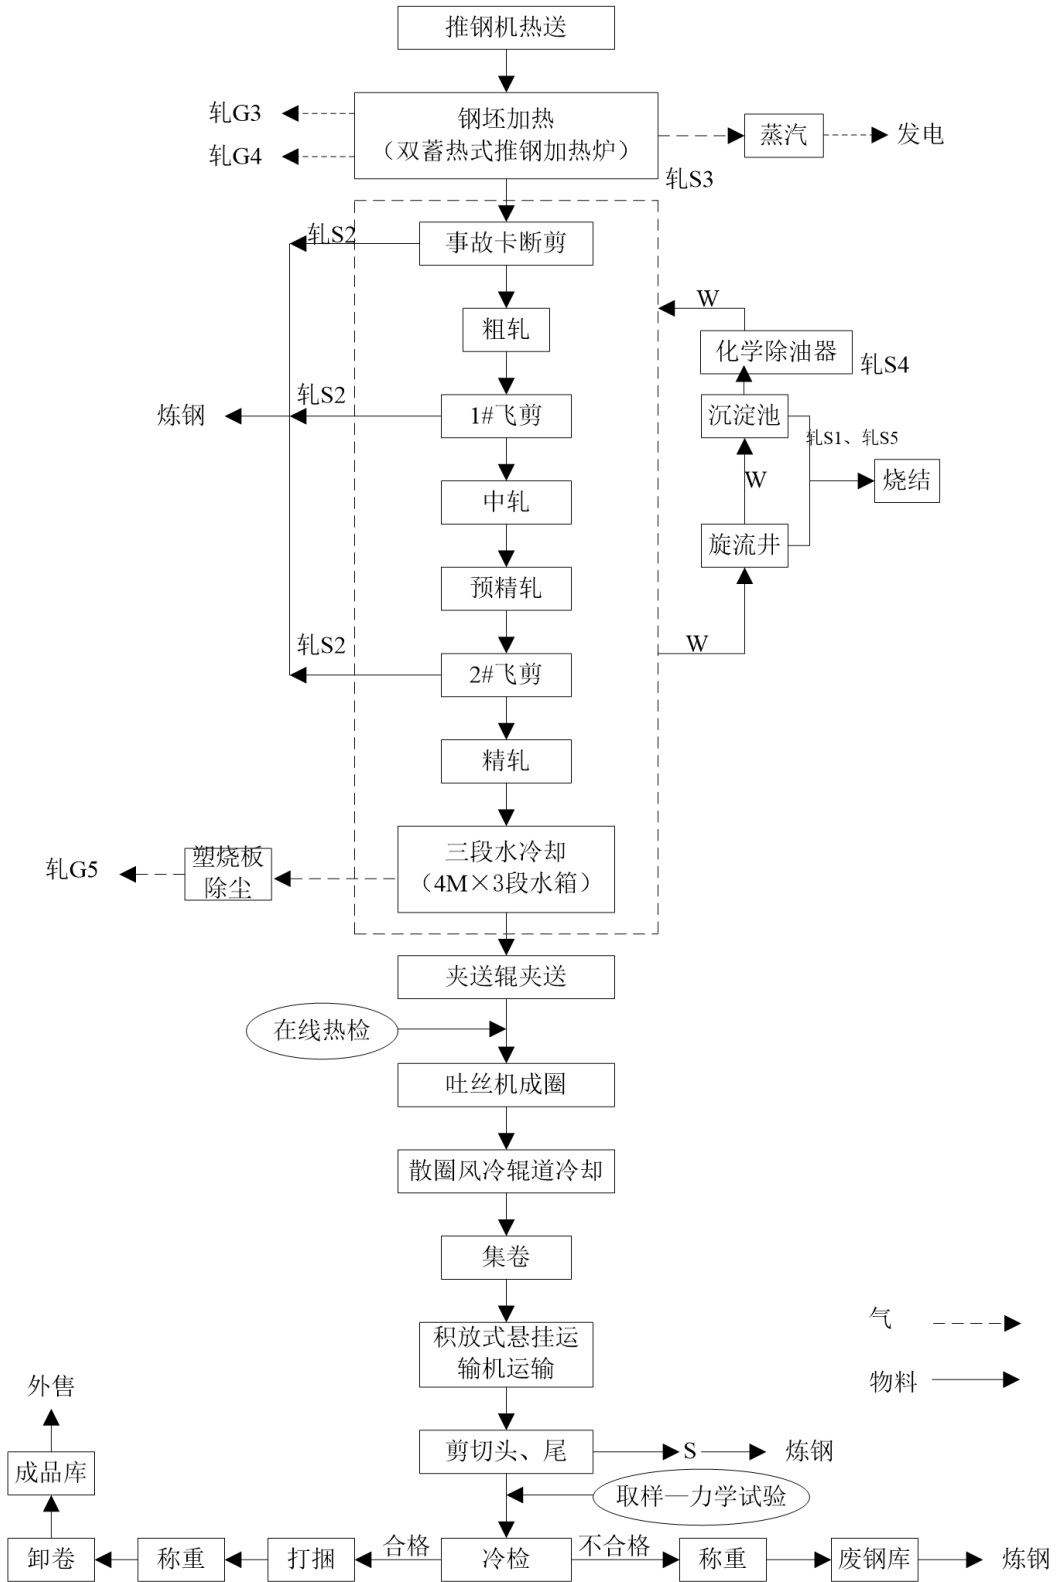 推钢机热送
轧G3
钢坯加热
（双蓄热式推钢加热炉）
蒸汽
发电
轧G4
轧S3
轧S2
事故卡断剪
W
粗轧
化学除油器
轧S4
轧S2
炼钢
1#飞剪
沉淀池
轧S1、轧S5
W
烧结
中轧
旋流井
预精轧
轧S2
W
2#飞剪
精轧
三段水冷却
（4M×3段水箱）
塑烧板
除尘
轧G5
夹送辊夹送
在线热检
吐丝机成圈
散圈风冷辊道冷却
集卷
气
积放式悬挂运
输机运输
物料
外售
剪切头、尾
S
炼钢
成品库
取样—力学试验
卸卷
称重
打捆
合格
冷检
不合格
称重
废钢库
炼钢